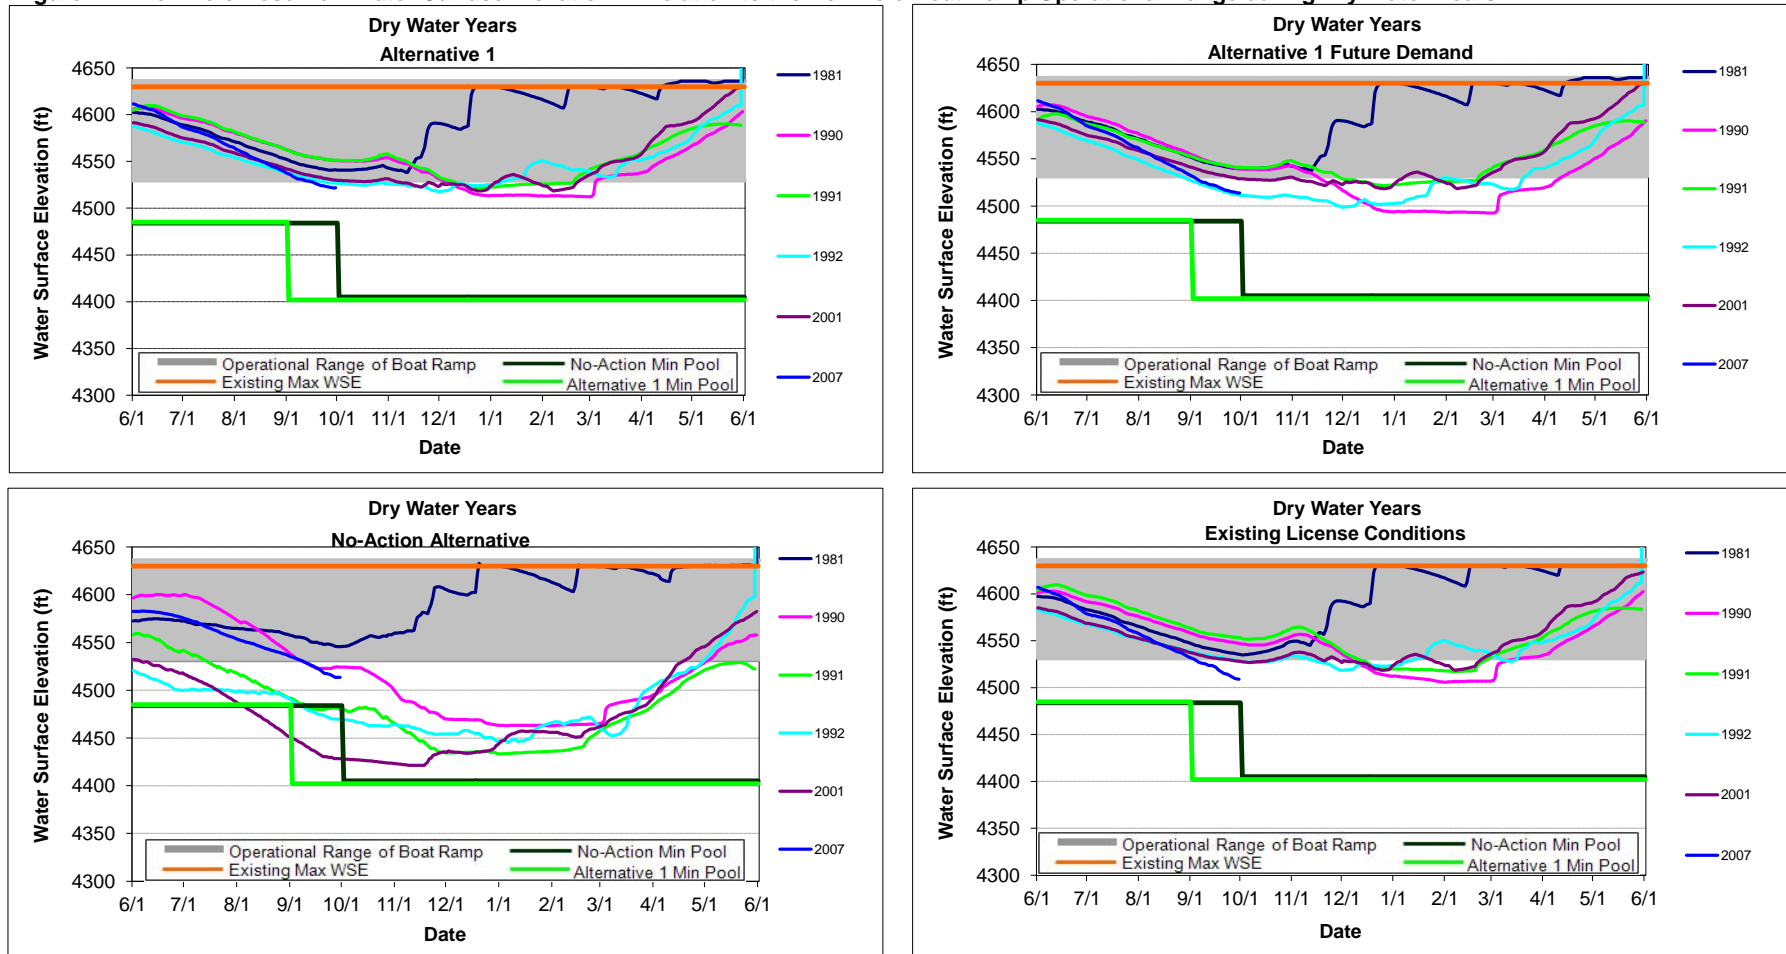 Dry Water Years
Alternative 1
Water Surface Elevation (ft)
4650
4600
4550
4500
4450
4400
4350
4300
6/1 7/1 8/1 9/1 10/1 11/1 12/1 1/1 2/1 3/1 4/1 5/1 6/1
Date
Operational Range of Boat Ramp
No-Action Min Pool
Existing Max WSE
Alternative 1 Min Pool
1981
1990
1991
1992
2001
2007
Dry Water Years
Alternative 1 Future Demand
Water Surface Elevation (ft)
4650
4600
4550
4500
4450
4400
4350
4300
6/1 7/1 8/1 9/1 10/1 11/1 12/1 1/1 2/1 3/1 4/1 5/1 6/1
Date
Operational Range of Boat Ramp
No-Action Min Pool
Existing Max WSE
Alternative 1 Min Pool
1981
1990
1991
1992
2001
2007
Dry Water Years
No-Action Alternative
Water Surface Elevation (ft)
4650
4600
4550
4500
4450
4400
4350
4300
6/1 7/1 8/1 9/1 10/1 11/1 12/1 1/1 2/1 3/1 4/1 5/1 6/1
Date
Operational Range of Boat Ramp
No-Action Min Pool
Existing Max WSE
Alternative 1 Min Pool
1981
1990
1991
1992
2001
2007
Dry Water Years
Existing License Conditions
Water Surface Elevation (ft)
4650
4600
4550
4500
4450
4400
4350
4300
6/1 7/1 8/1 9/1 10/1 11/1 12/1 1/1 2/1 3/1 4/1 5/1 6/1
Date
Operational Range of Boat Ramp
No-Action Min Pool
Existing Max WSE
Alternative 1 Min Pool
1981
1990
1991
1992
2001
2007